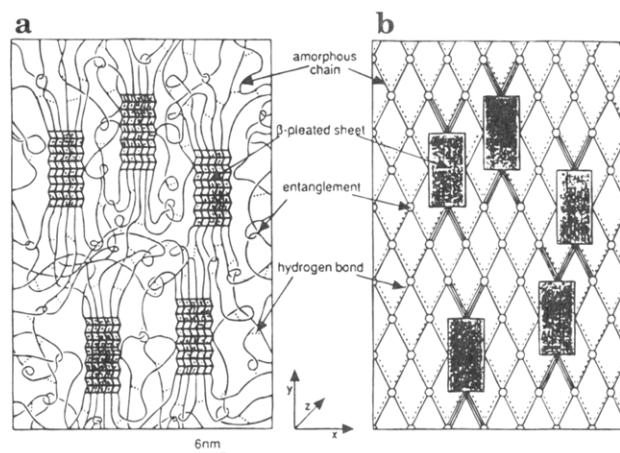 a
b
amorphous
chain
β-pleated sheet
entanglement
hydrogen bond
y
z
x
6nm